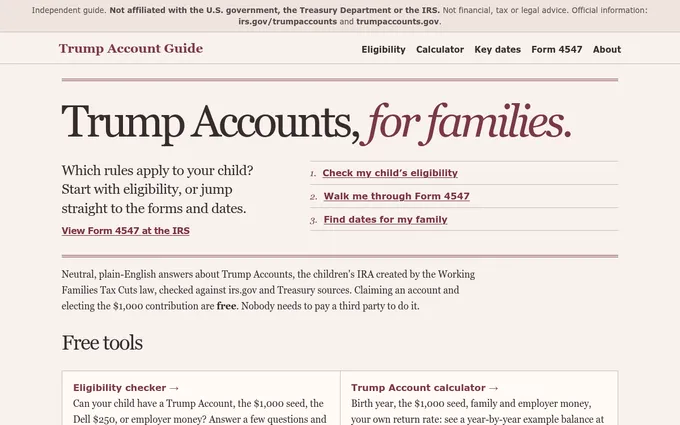 Independent guide. Not affiliated with the U.S. government, the Treasury Department or the IRS. Not financial, tax or legal advice. Official information:
irs.gov/trumpaccounts and trumpaccounts.gov.
Trump Account Guide
Eligibility Calculator Key dates Form 4547 About
Trump Accounts, for families.
Which rules apply to your child?
Start with eligibility, or jump
straight to the forms and dates.
View Form 4547 at the IRS
1. Check my child's eligibility
2. Walk me through Form 4547
3. Find dates for my family
Neutral, plain-English answers about Trump Accounts, the children's IRA created by the Working
Families Tax Cuts law, checked against irs.gov and Treasury sources. Claiming an account and
electing the $1,000 contribution are free. Nobody needs to pay a third party to do it.
Free tools
Eligibility checker →
Can your child have a Trump Account, the $1,000 seed, the
Dell $250, or employer money? Answer a few questions and
Trump Account calculator →
Birth year, the $1,000 seed, family and employer money,
your own return rate: see a year-by-year example balance at